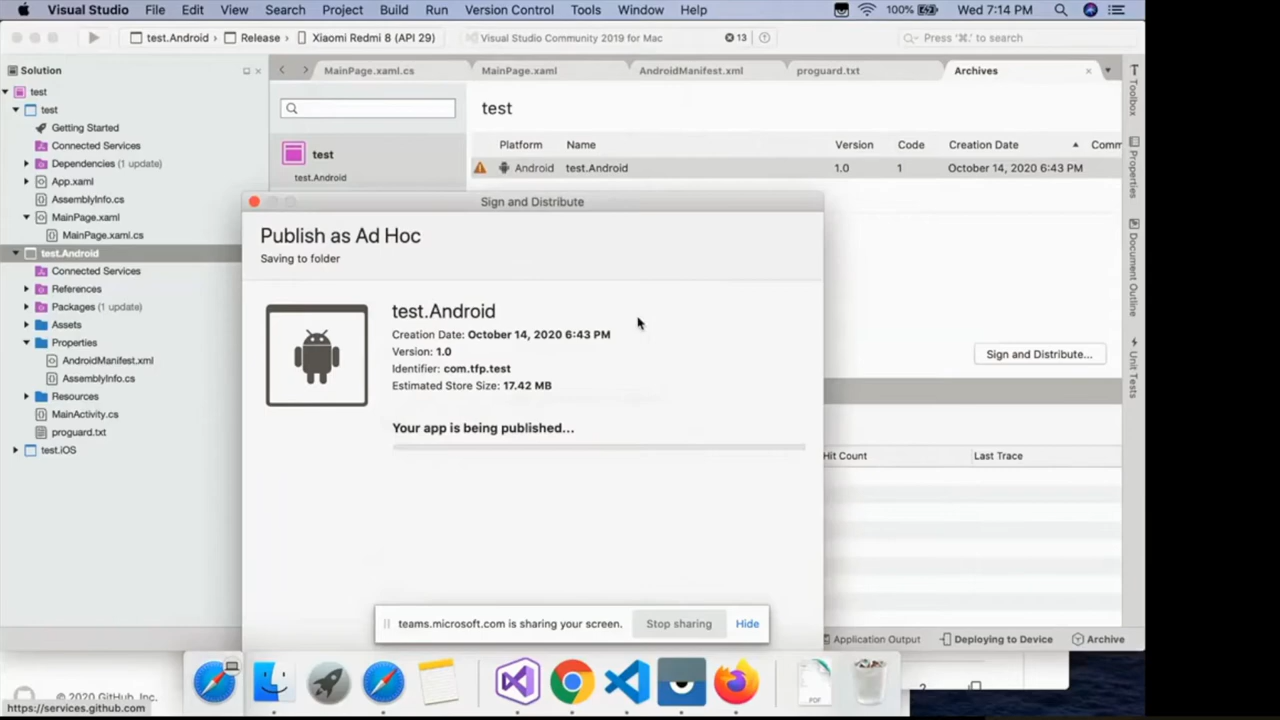 Visual Studio File Edit View Search Project Build Run Version Control Tools Window Help 100% Wed 7:14 PM
test.Android Release Xiaomi Redmi 8 (API 29) Visual Studio Community 2019 for Mac 13 Press '⌘.' to search
Solution
test
test
Getting Started
Connected Services
Dependencies (1 update)
App.xaml
AssemblyInfo.cs
MainPage.xaml
MainPage.xaml.cs
test.Android
Connected Services
References
Packages (1 update)
Assets
Properties
AndroidManifest.xml
AssemblyInfo.cs
Resources
MainActivity.cs
proguard.txt
test.iOS
MainPage.xaml.cs MainPage.xaml AndroidManifest.xml proguard.txt Archives
test
test.Android
test
Platform Name Version Code Creation Date Comm
Android test.Android 1.0 1 October 14, 2020 6:43 PM
Sign and Distribute
Publish as Ad Hoc
Saving to folder
test.Android
Creation Date: October 14, 2020 6:43 PM
Version: 1.0
Identifier: com.tfp.test
Estimated Store Size: 17.42 MB
Your app is being published...
Sign and Distribute...
Hit Count Last Trace
Toolbox
Properties
Document Outline
Unit Tests
teams.microsoft.com is sharing your screen. Stop sharing Hide
Application Output Deploying to Device Archive
© 2020 GitHub, Inc.
https://services.github.com
PDF
2